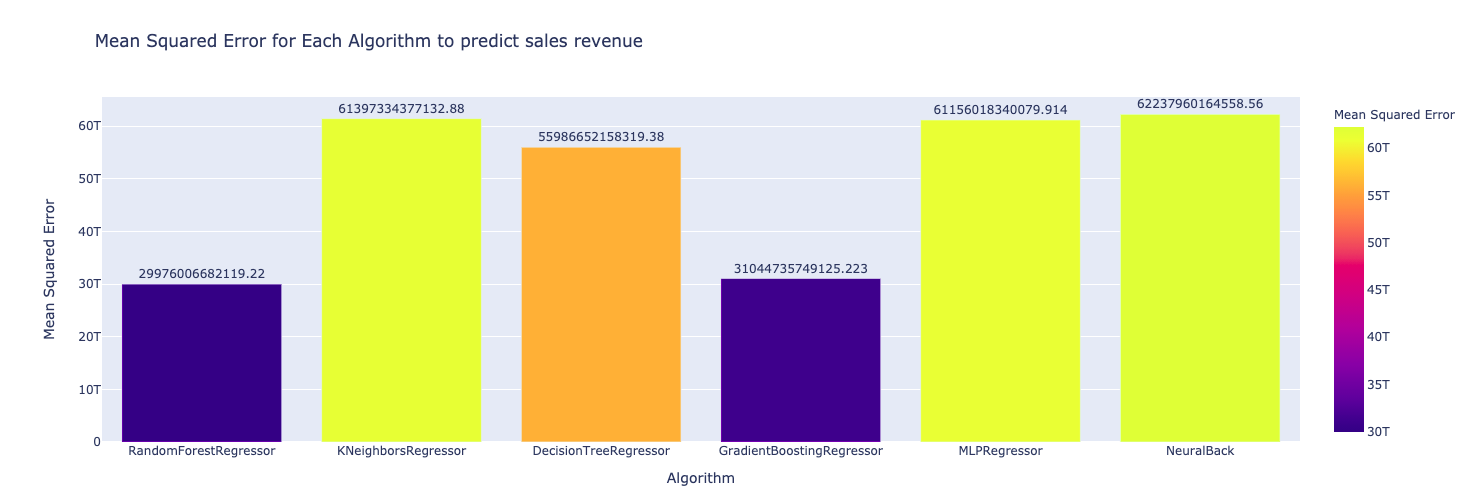 Mean Squared Error for Each Algorithm to predict sales revenue
61397334377132.88
61156018340079.914
62237960164558.56
55986652158319.38
29976006682119.22
31044735749125.223
60T
50T
40T
30T
20T
10T
0
Mean Squared Error
RandomForestRegressor
KNeighborsRegressor
DecisionTreeRegressor
GradientBoostingRegressor
MLPRegressor
NeuralBack
Algorithm
Mean Squared Error
60T
55T
50T
45T
40T
35T
30T